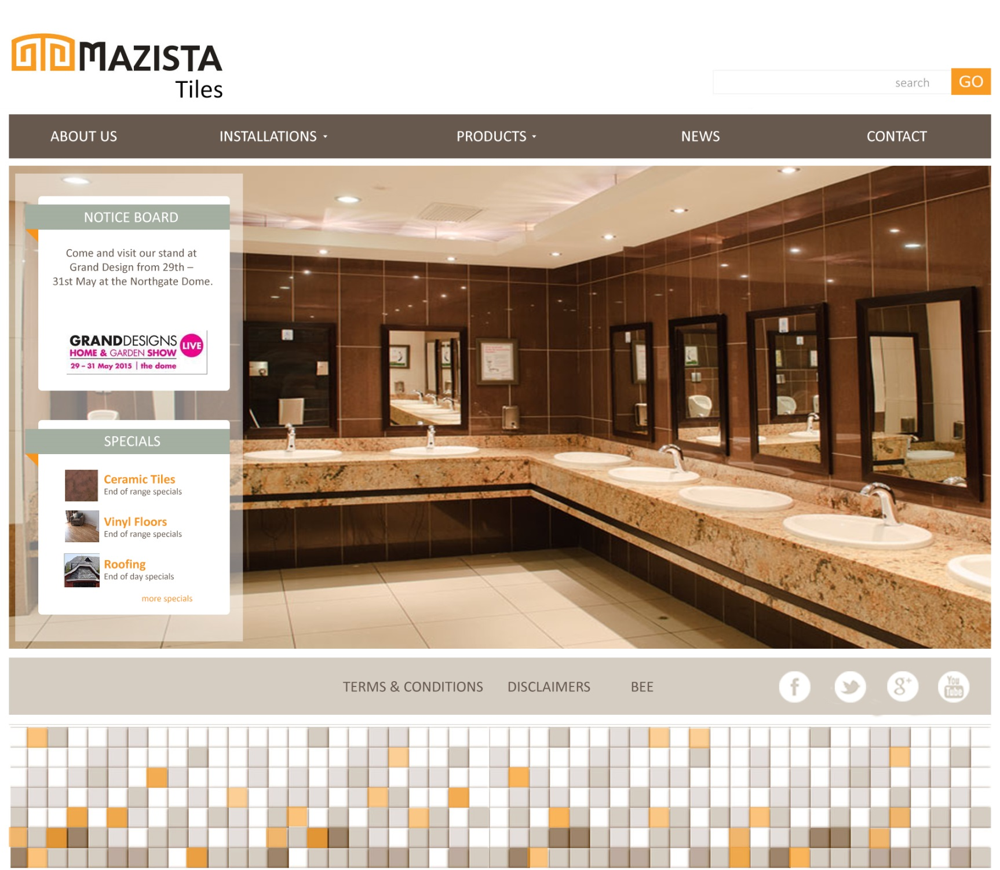 MAZISTA
Tiles
search
GO
ABOUT US
INSTALLATIONS
PRODUCTS
NEWS
CONTACT
NOTICE BOARD
Come and visit our stand at
Grand Design from 29th –
31st May at the Northgate Dome.
GRANDDESIGNS
LIVE
HOME & GARDEN SHOW
29 – 31 May 2015 | the dome
SPECIALS
Ceramic Tiles
End of range specials
Vinyl Floors
End of range specials
Roofing
End of day specials
more specials
TERMS & CONDITIONS
DISCLAIMERS
BEE
f
g+
You
Tube